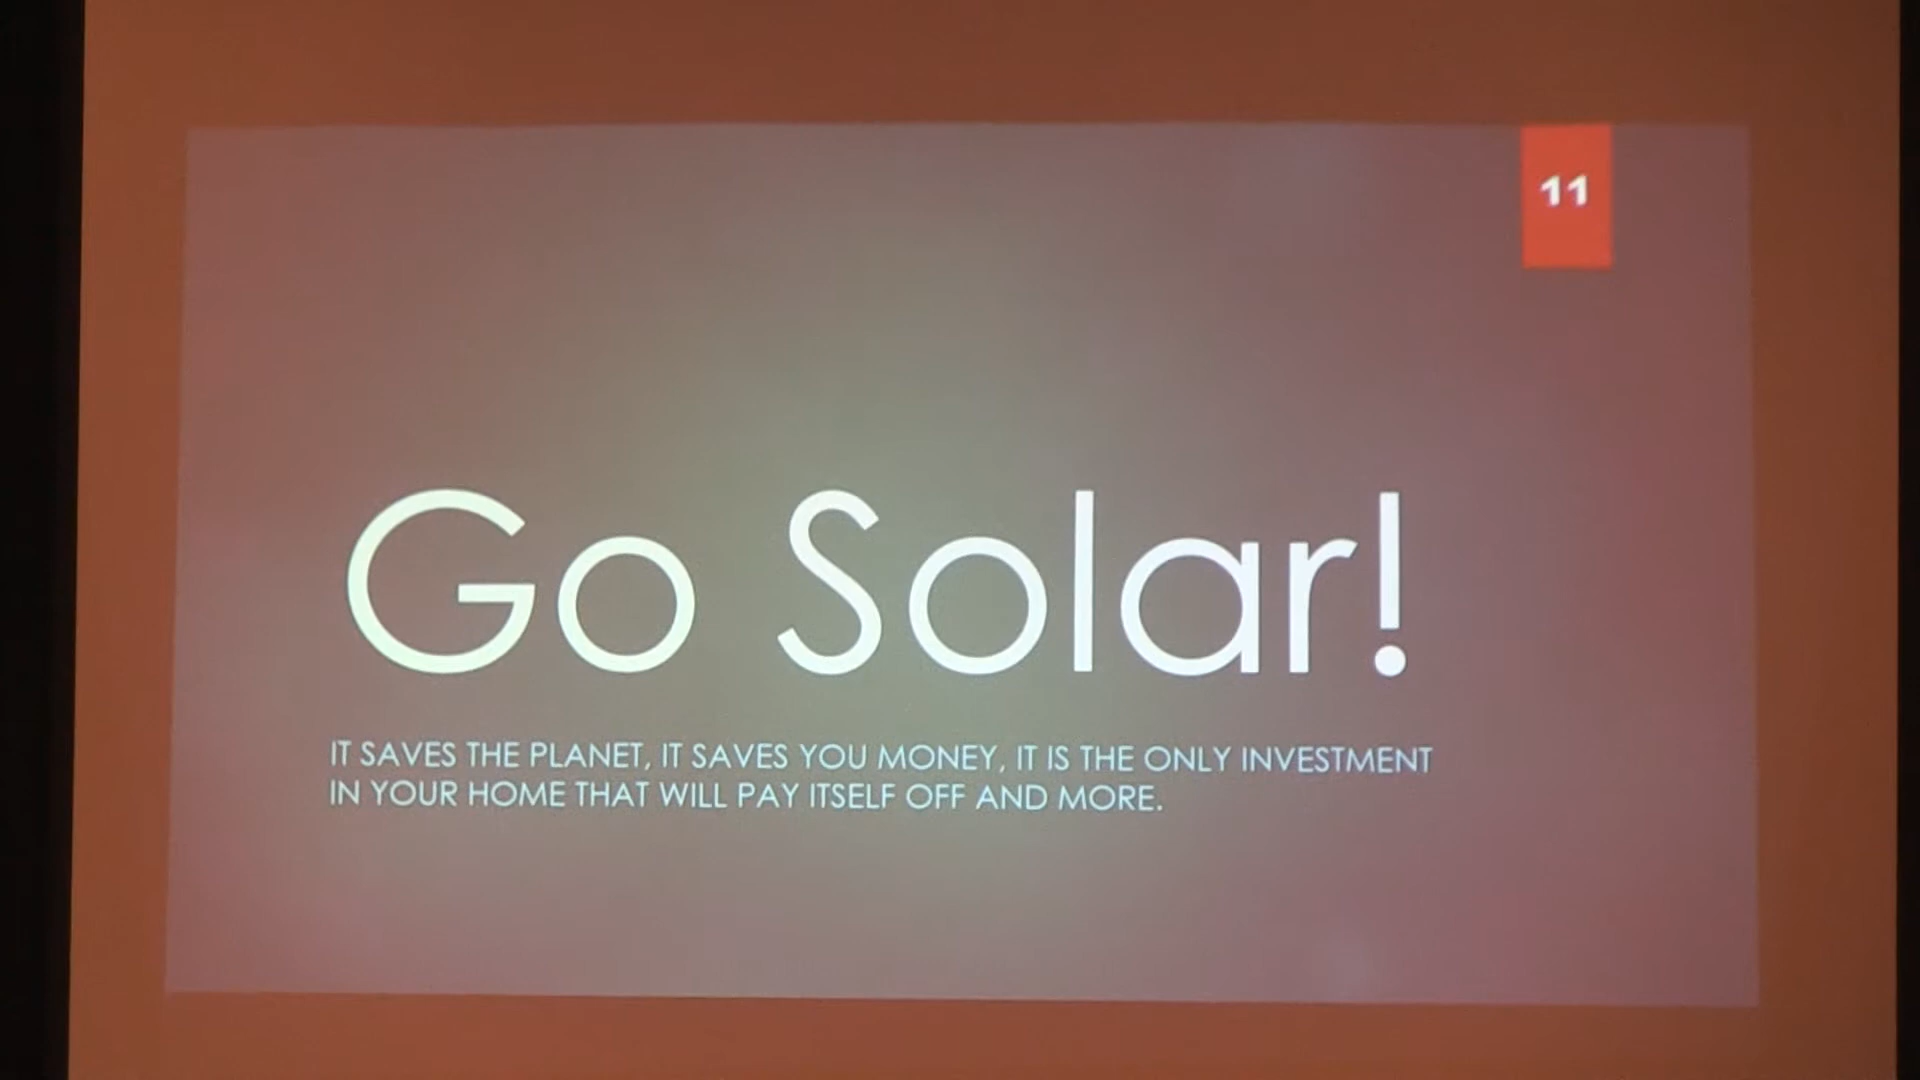 11
Go Solar!
IT SAVES THE PLANET, IT SAVES YOU MONEY, IT IS THE ONLY INVESTMENT
IN YOUR HOME THAT WILL PAY ITSELF OFF AND MORE.